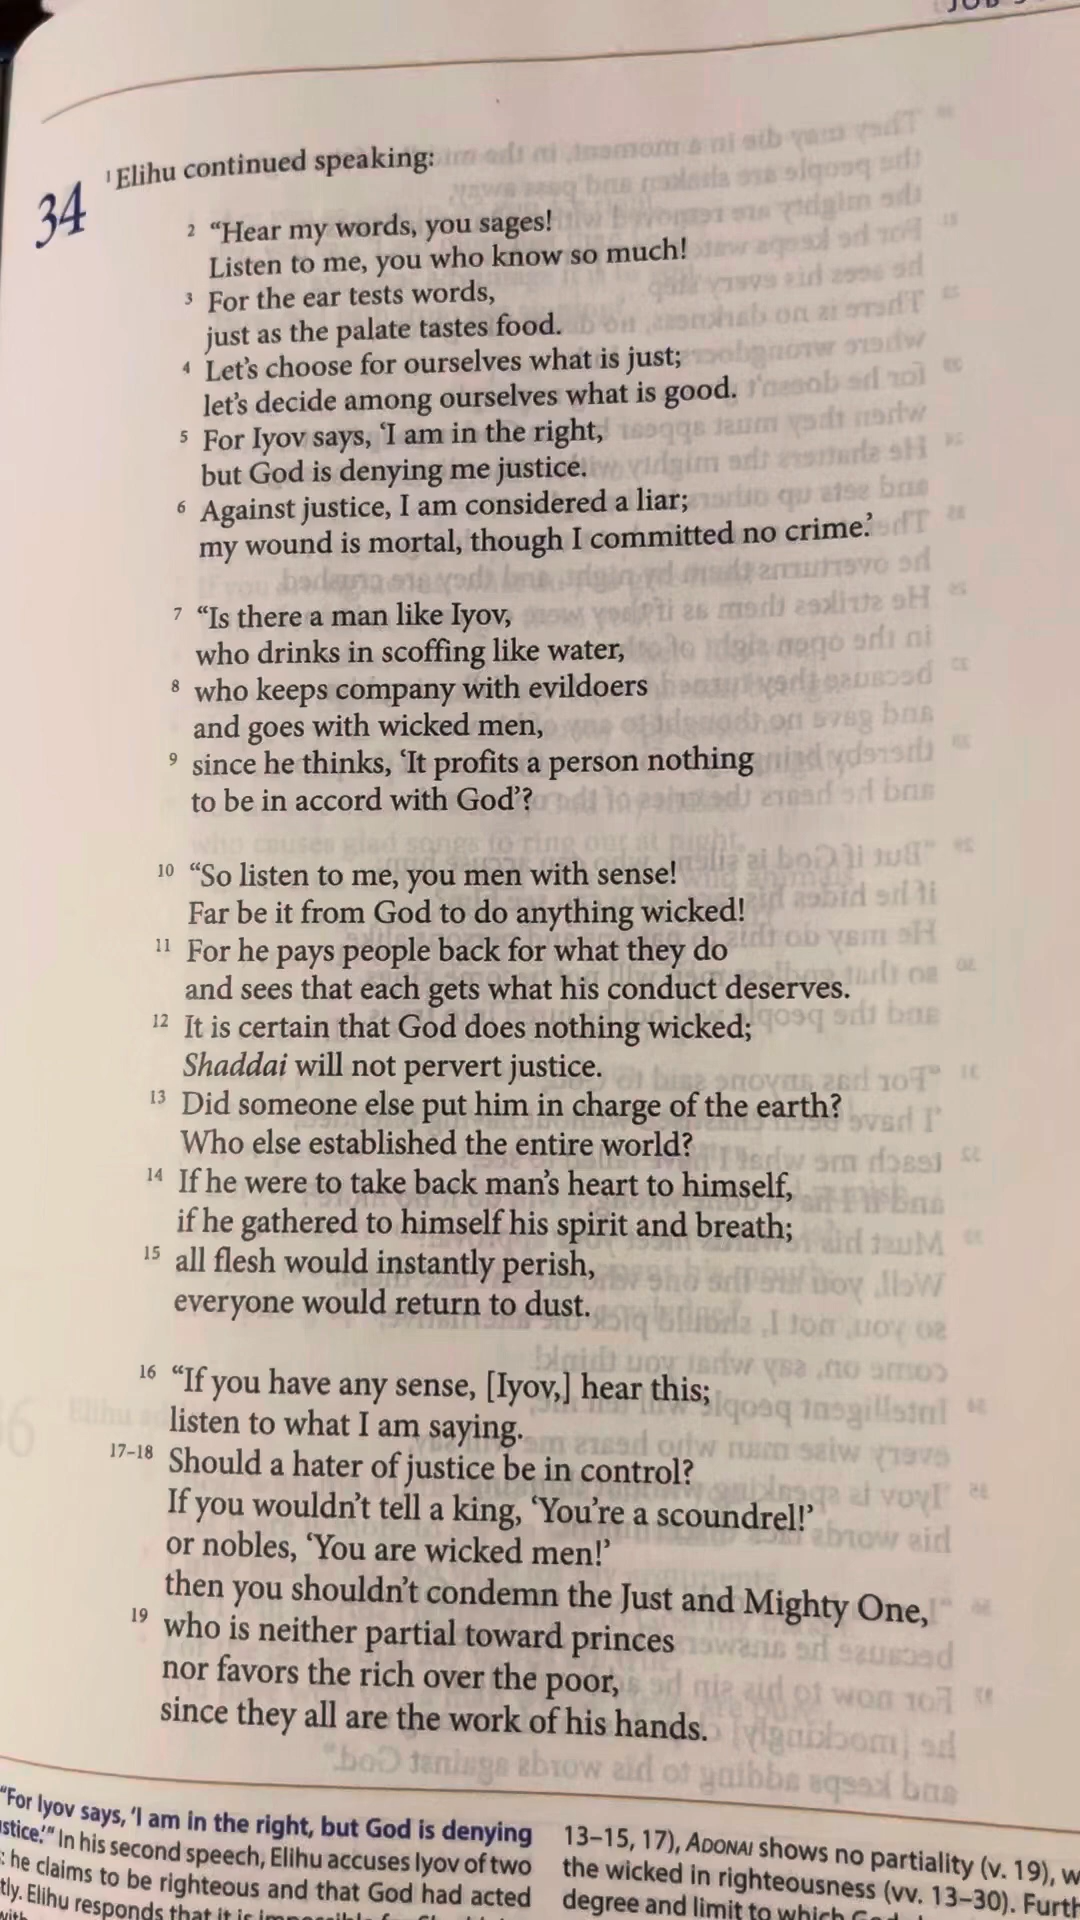 34
1 Elihu continued speaking:
2 “Hear my words, you sages!
Listen to me, you who know so much!
3 For the ear tests words,
just as the palate tastes food.
4 Let’s choose for ourselves what is just;
let’s decide among ourselves what is good.
5 For Iyov says, ‘I am in the right,
but God is denying me justice.
6 Against justice, I am considered a liar;
my wound is mortal, though I committed no crime.’
7 “Is there a man like Iyov,
who drinks in scoffing like water,
8 who keeps company with evildoers
and goes with wicked men,
9 since he thinks, ‘It profits a person nothing
to be in accord with God’?
10 “So listen to me, you men with sense!
Far be it from God to do anything wicked!
11 For he pays people back for what they do
and sees that each gets what his conduct deserves.
12 It is certain that God does nothing wicked;
Shaddai will not pervert justice.
13 Did someone else put him in charge of the earth?
Who else established the entire world?
14 If he were to take back man’s heart to himself,
if he gathered to himself his spirit and breath;
15 all flesh would instantly perish,
everyone would return to dust.
16 “If you have any sense, [Iyov,] hear this;
listen to what I am saying.
17–18 Should a hater of justice be in control?
If you wouldn’t tell a king, ‘You’re a scoundrel!’
or nobles, ‘You are wicked men!’
then you shouldn’t condemn the Just and Mighty One,
19 who is neither partial toward princes
nor favors the rich over the poor,
since they all are the work of his hands.
“For Iyov says, ‘I am in the right, but God is denying
In his second speech, Elihu accuses Iyov of two
he claims to be righteous and that God had acted
Elihu responds that it is
13–15, 17), ADONAI shows no partiality (v. 19),
the wicked in righteousness (vv. 13–30).
degree and limit to which